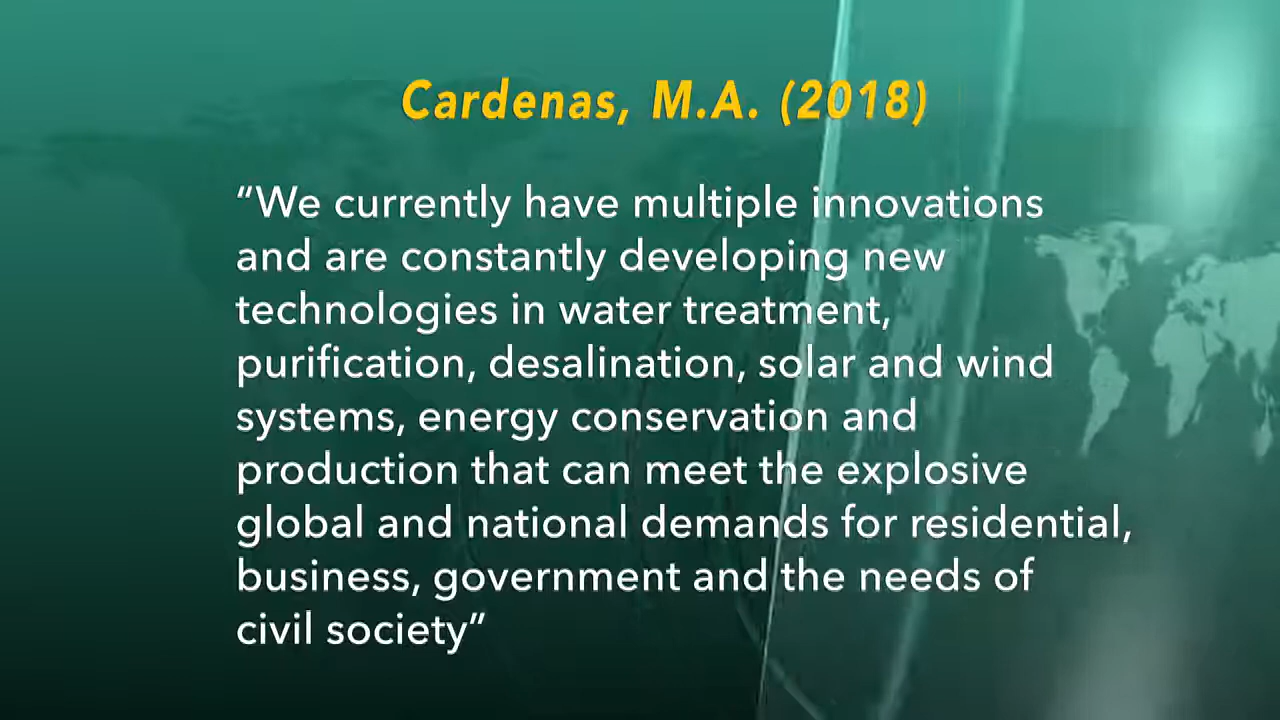 Cardenas, M.A. (2018)
“We currently have multiple innovations
and are constantly developing new
technologies in water treatment,
purification, desalination, solar and wind
systems, energy conservation and
production that can meet the explosive
global and national demands for residential,
business, government and the needs of
civil society”